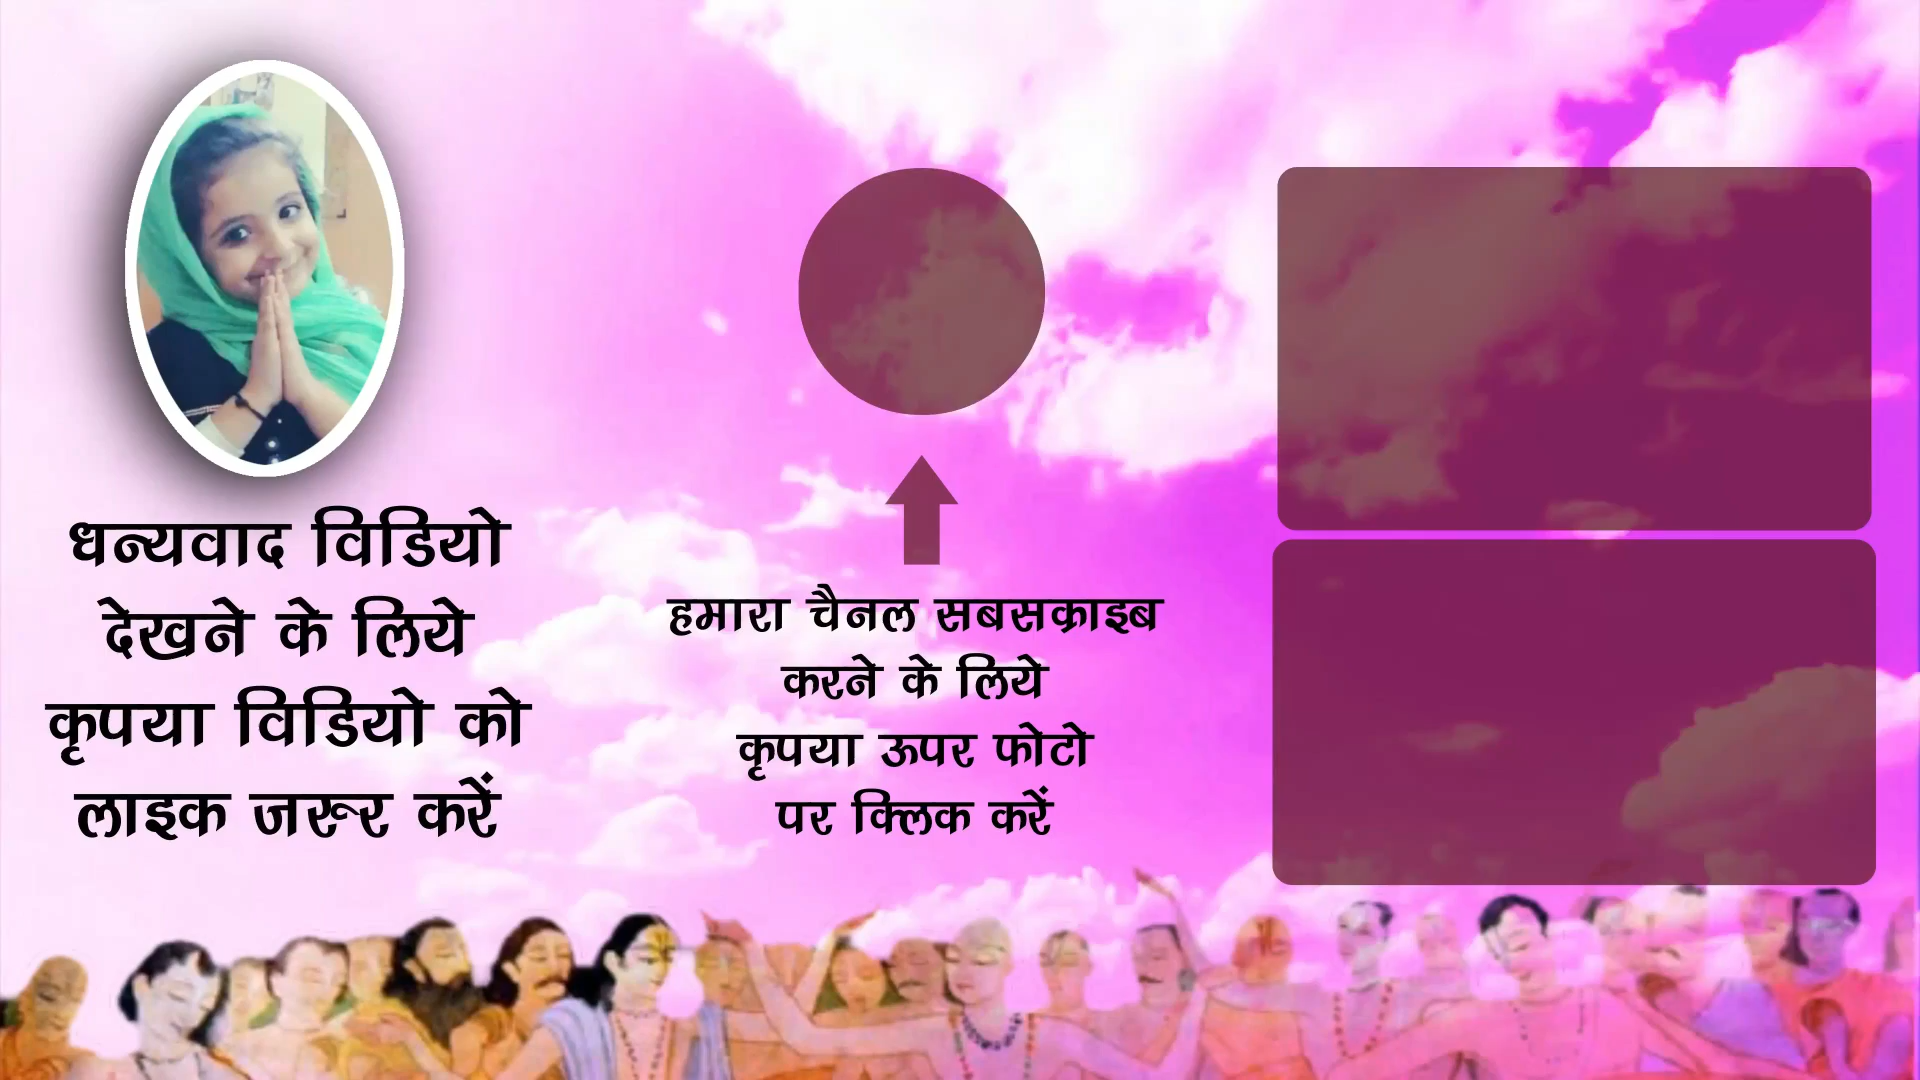 धन्यवाद विडियो
देखने के लिये
कृपया विडियो को
लाइक जरूर करें
हमारा चैनल सबसक्राइब
करने के लिये
कृपया ऊपर फोटो
पर क्लिक करें